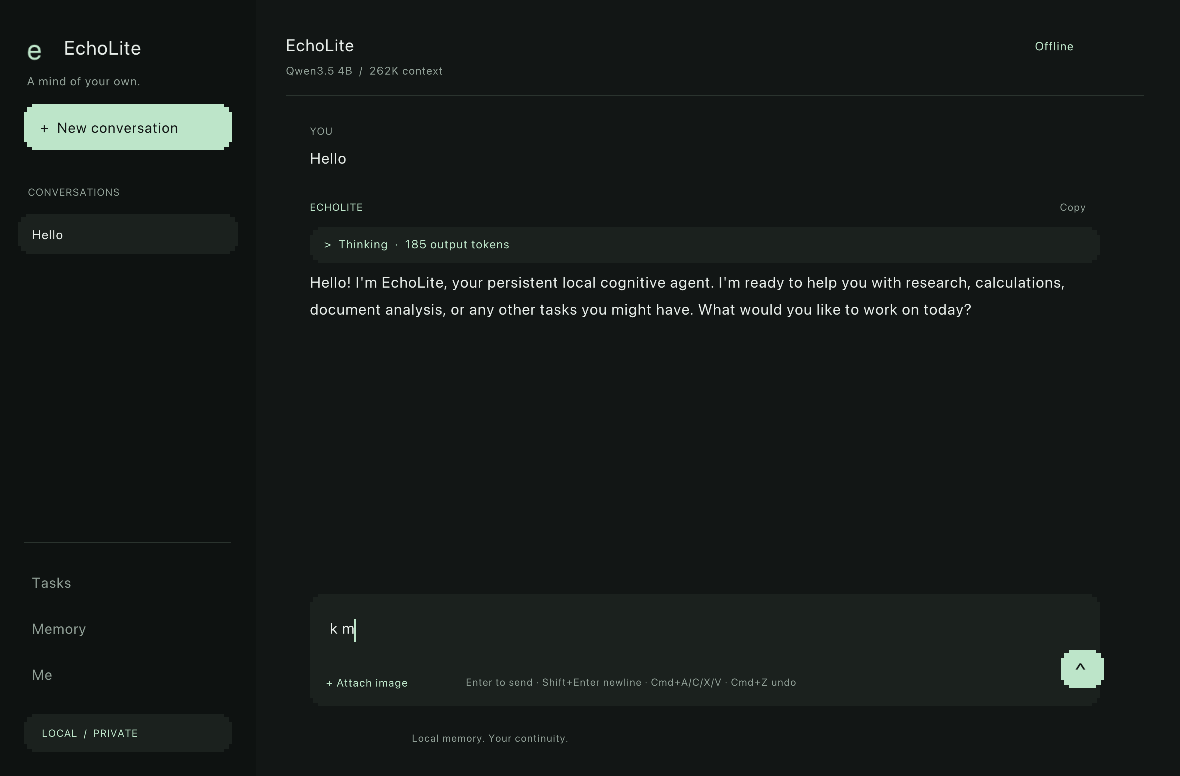 e EchoLite
A mind of your own.
+ New conversation
CONVERSATIONS
Hello
Tasks
Memory
Me
LOCAL / PRIVATE
EchoLite
Offline
Qwen3.5 4B / 262K context
YOU
Hello
ECHOLITE
Copy
> Thinking · 185 output tokens
Hello! I'm EchoLite, your persistent local cognitive agent. I'm ready to help you with research, calculations,
document analysis, or any other tasks you might have. What would you like to work on today?
k m
^
+ Attach image
Enter to send · Shift+Enter newline · Cmd+A/C/X/V · Cmd+Z undo
Local memory. Your continuity.